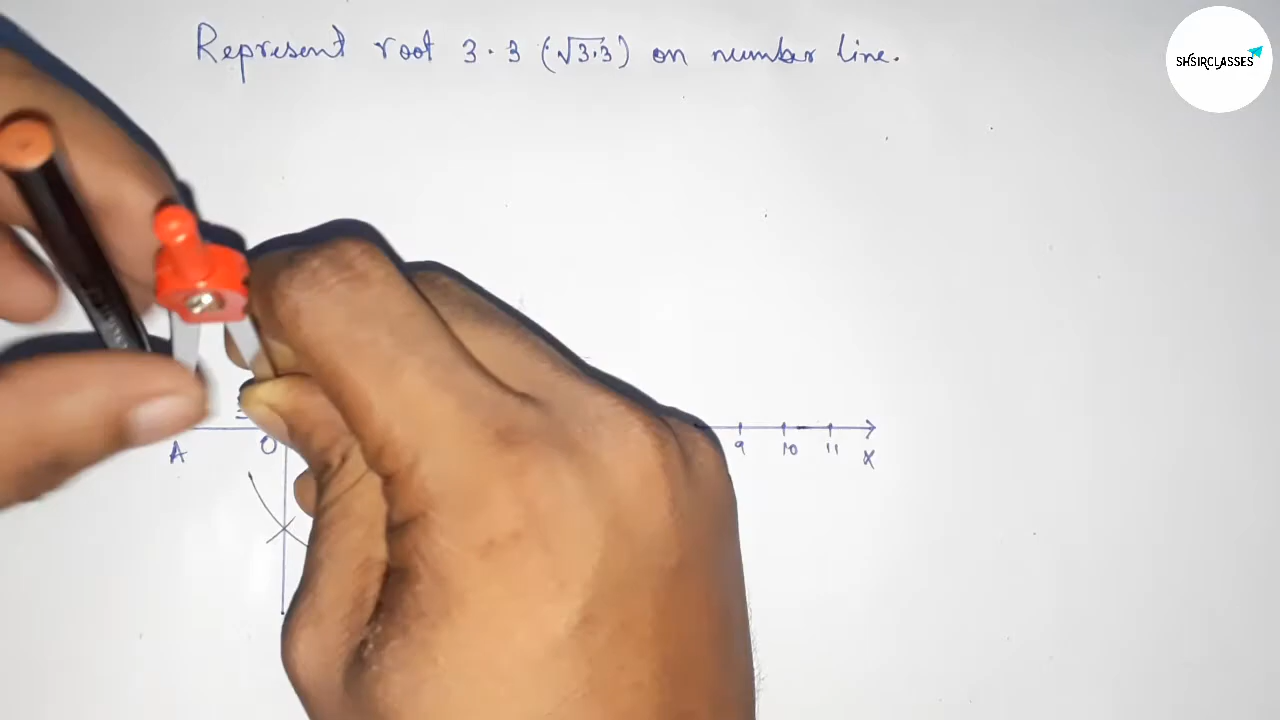 Represent root 3.3 (√3.3) on number line.
SHSIRCLASSES
A O 9 10 11 X